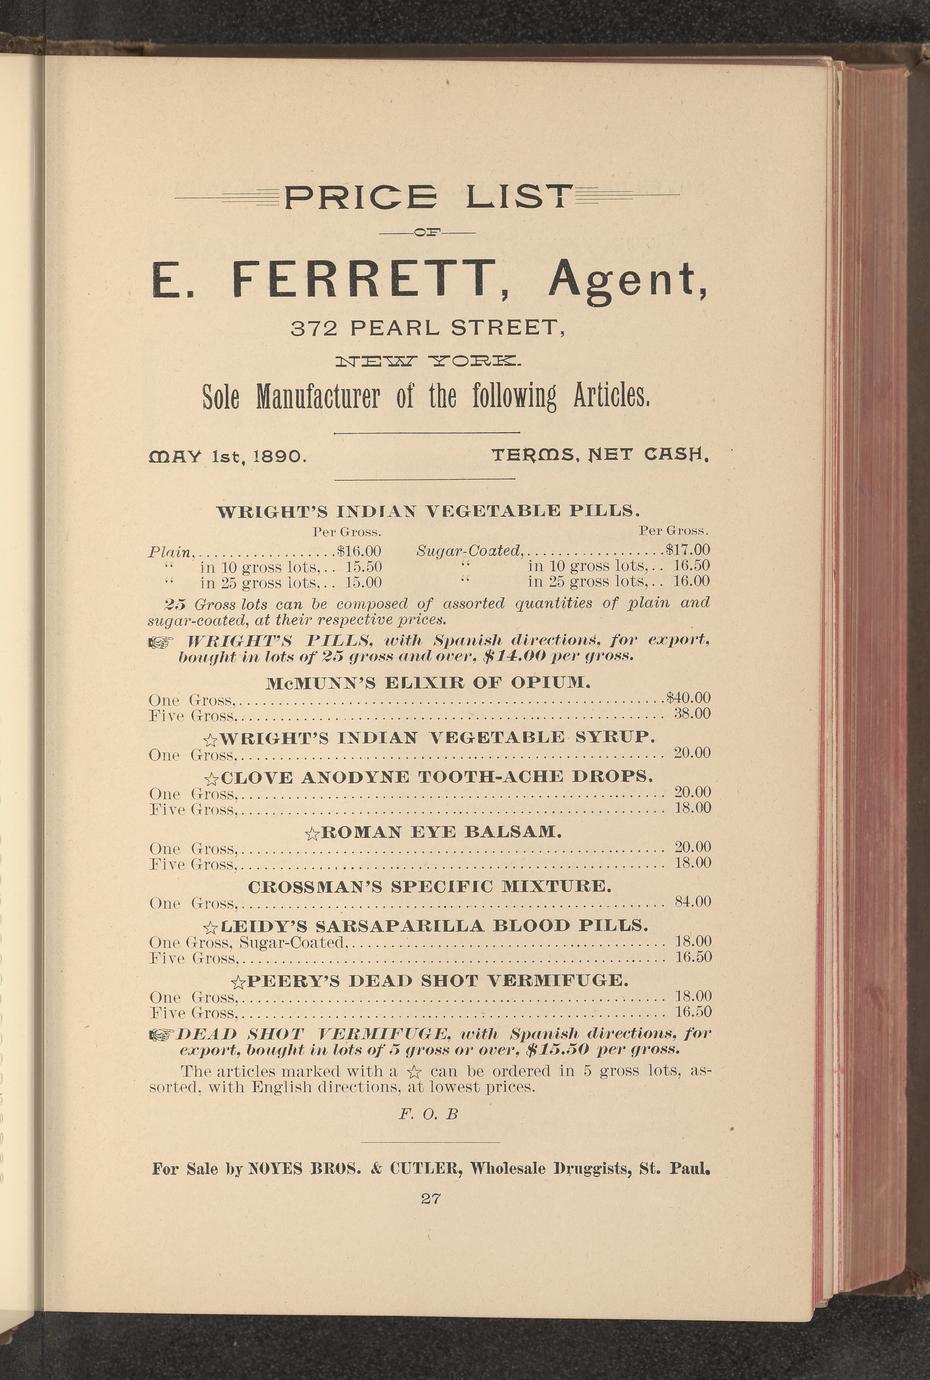 PRICE LIST
OF
E. FERRETT, Agent,
372 PEARL STREET,
NEW YORK.
Sole Manufacturer of the following Articles.
MAY 1st, 1890. TERMS, NET CASH.
WRIGHT'S INDIAN VEGETABLE PILLS.
Per Gross. Per Gross.
Plain,..................$16.00 Sugar-Coated,..................$17.00
“ in 10 gross lots,.. 15.50 “ in 10 gross lots,.. 16.50
“ in 25 gross lots,.. 15.00 “ in 25 gross lots,.. 16.00
25 Gross lots can be composed of assorted quantities of plain and
sugar-coated, at their respective prices.
☞ WRIGHT'S PILLS, with Spanish directions, for export,
bought in lots of 25 gross and over, $14.00 per gross.
McMUNN'S ELIXIR OF OPIUM.
One Gross,..................$40.00
Five Gross,.................. 38.00
☆WRIGHT'S INDIAN VEGETABLE SYRUP.
One Gross,.................. 20.00
☆CLOVE ANODYNE TOOTH-ACHE DROPS.
One Gross,.................. 20.00
Five Gross,.................. 18.00
☆ROMAN EYE BALSAM.
One Gross,.................. 20.00
Five Gross,.................. 18.00
CROSSMAN'S SPECIFIC MIXTURE.
One Gross,.................. 84.00
☆LEIDY'S SARSAPARILLA BLOOD PILLS.
One Gross, Sugar-Coated,.................. 18.00
Five Gross,.................. 16.50
☆PEERY'S DEAD SHOT VERMIFUGE.
One Gross,.................. 18.00
Five Gross,.................. 16.50
☞DEAD SHOT VERMIFUGE, with Spanish directions, for
export, bought in lots of 5 gross or over, $15.50 per gross.
The articles marked with a ☆ can be ordered in 5 gross lots, as-
sorted, with English directions, at lowest prices.
F. O. B
For Sale by NOYES BROS. & CUTLER, Wholesale Druggists, St. Paul.
27